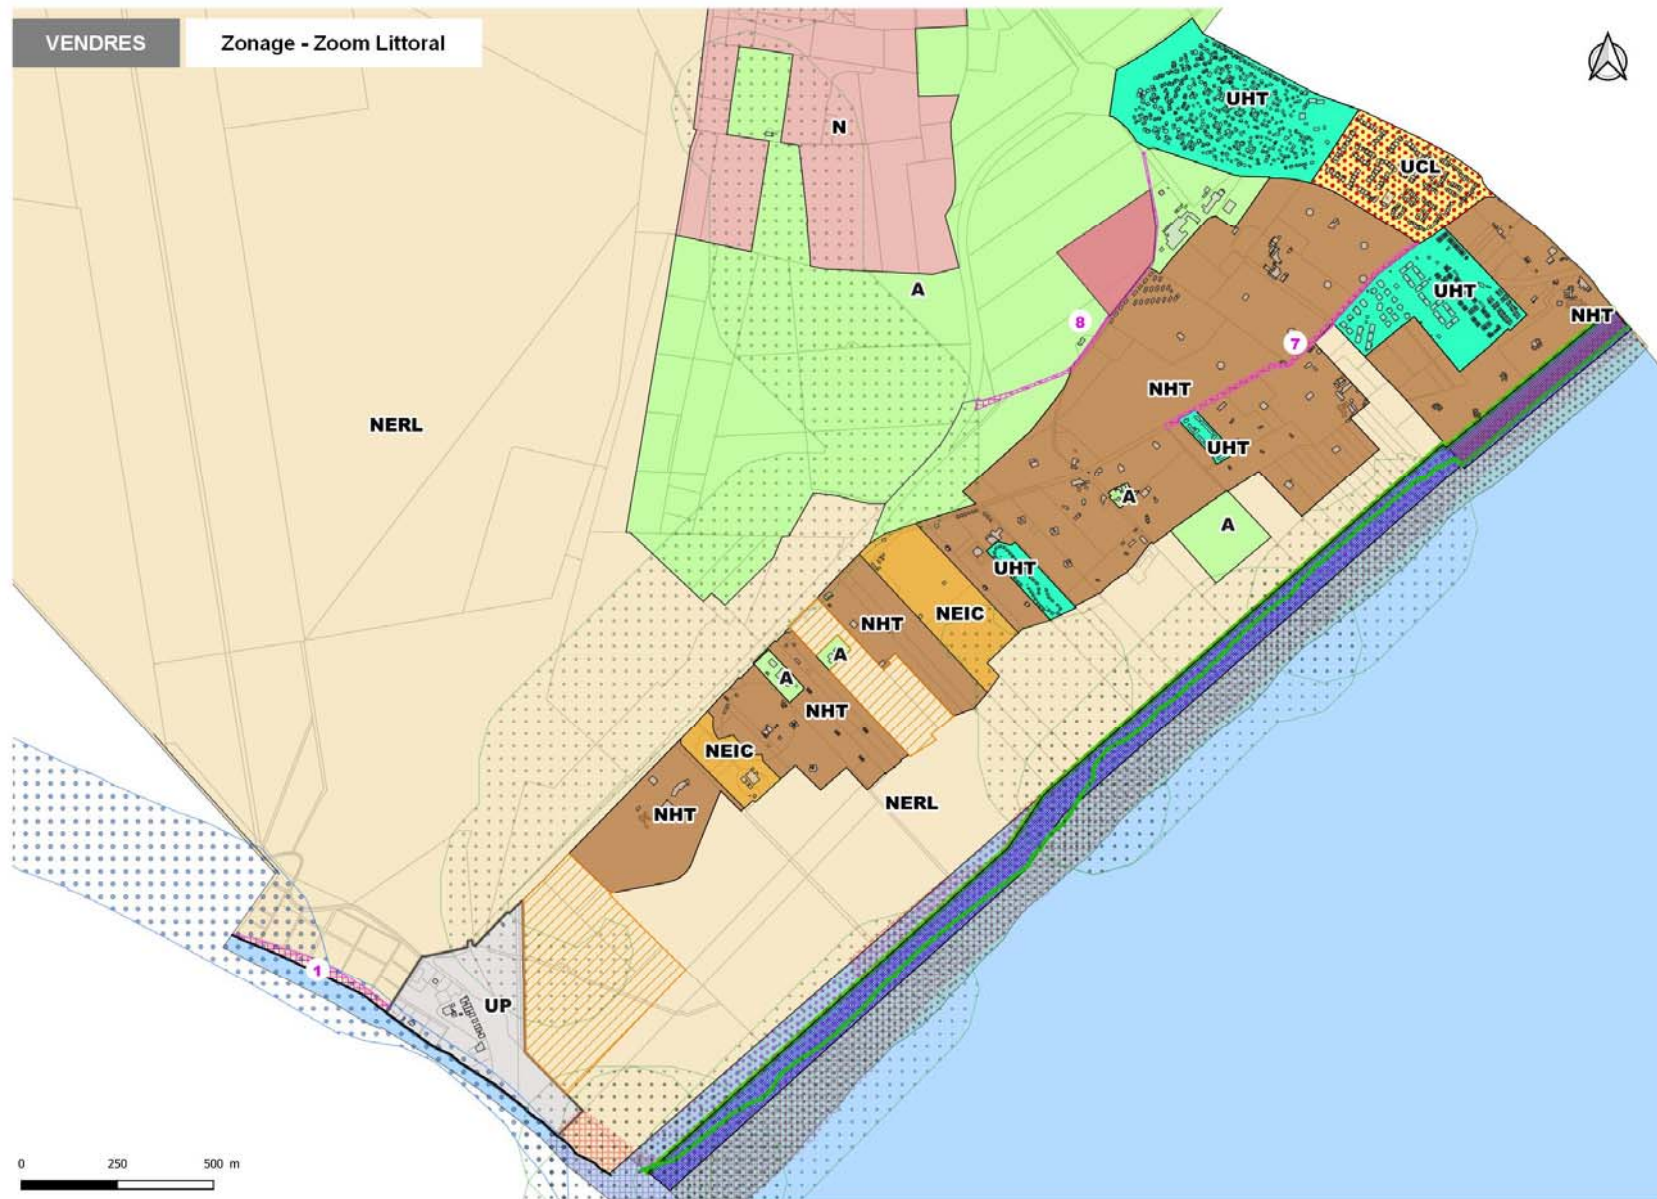 VENDRES
Zonage - Zoom Littoral
UHT
N
UCL
A
UHT
NHT
8
7
NHT
NERL
UHT
A
A
UHT
NEIC
NHT
A
A
NHT
NEIC
NERL
NHT
1
UP
0 250 500 m